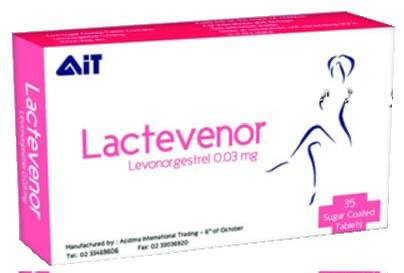 AiT
Lactevenor
Levonorgestrel 0.03 mg
35
Sugar Coated
Tablets
Manufactured by : Acdima International Trading - 6th of October
Tel: 02 33489606 Fax: 02 33036920
Lactevenor
Levonorgestrel 0.03 mg